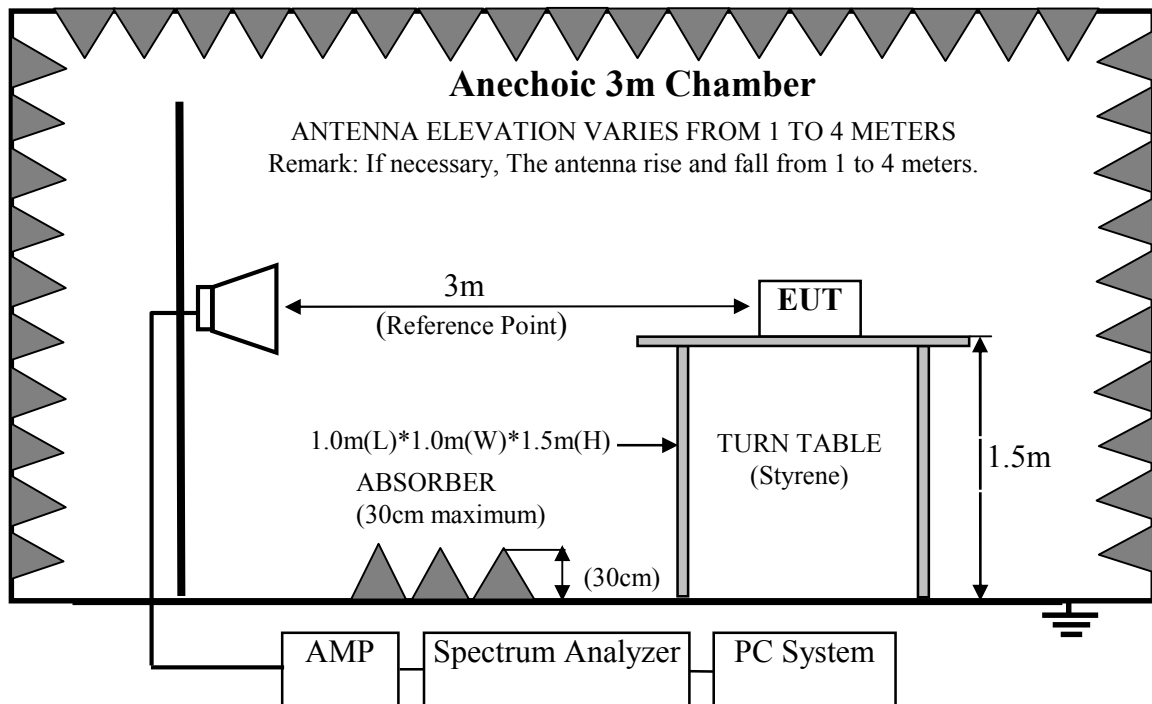 Anechoic 3m Chamber
ANTENNA ELEVATION VARIES FROM 1 TO 4 METERS
Remark: If necessary, The antenna rise and fall from 1 to 4 meters.
3m
(Reference Point)
EUT
1.0m(L)*1.0m(W)*1.5m(H)
TURN TABLE
(Styrene)
1.5m
ABSORBER
(30cm maximum)
(30cm)
AMP
Spectrum Analyzer
PC System